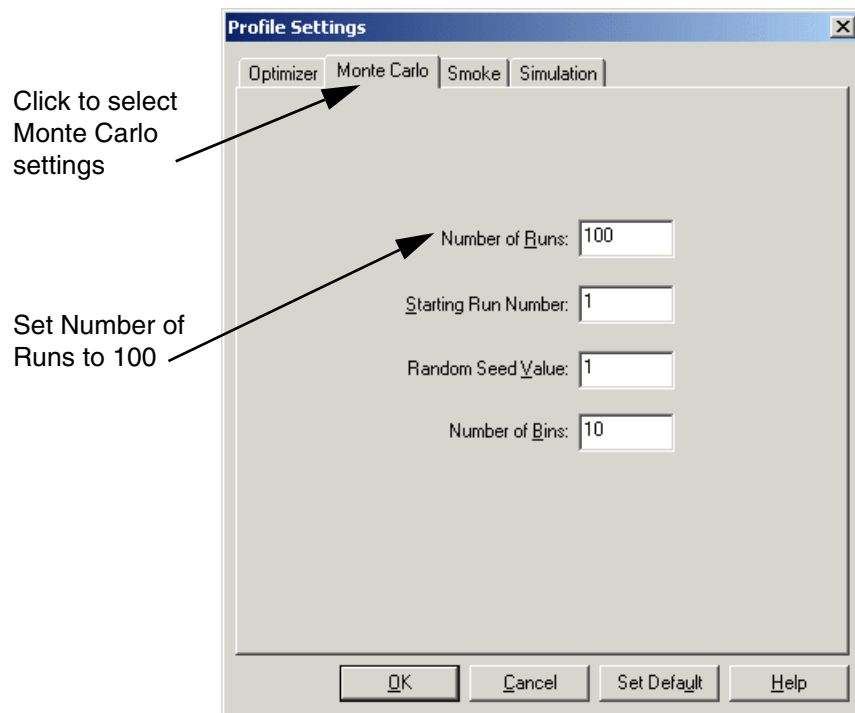 Profile Settings
Optimizer Monte Carlo Smoke Simulation
Click to select
Monte Carlo
settings
Number of Runs: 100
Starting Run Number: 1
Set Number of
Runs to 100
Random Seed Value: 1
Number of Bins: 10
OK Cancel Set Default Help